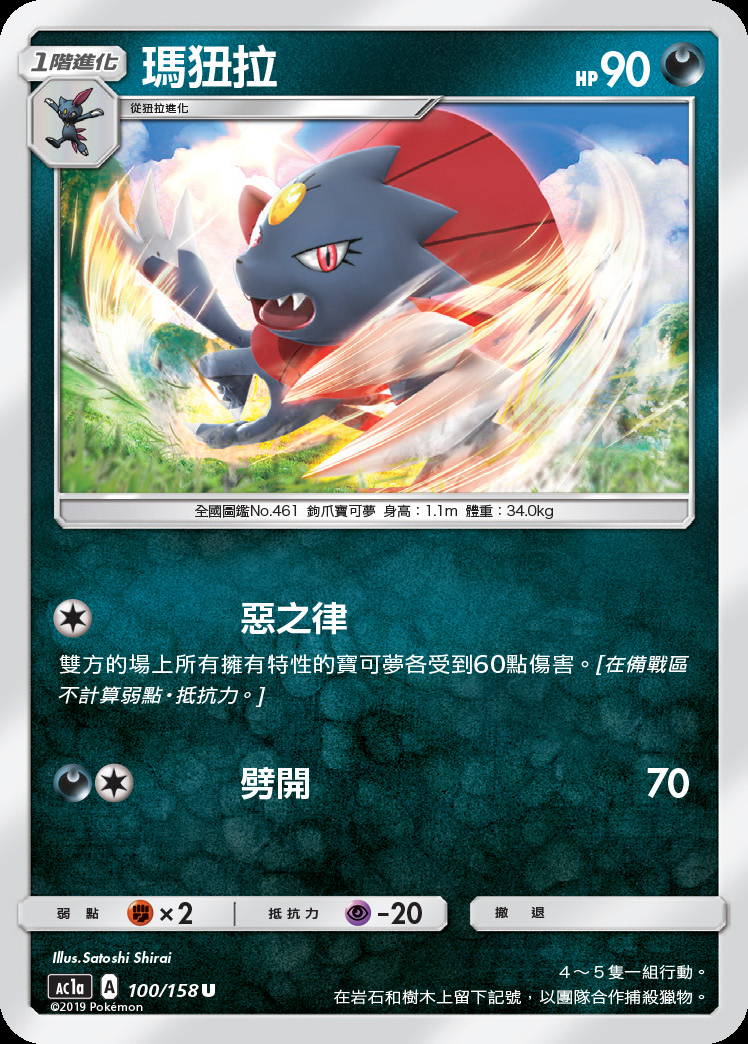 1階進化
瑪狃拉
HP 90
從狃拉進化
全國圖鑑No.461 鉤爪寶可夢 身高：1.1m 體重：34.0kg
惡之律
雙方的場上所有擁有特性的寶可夢各受到60點傷害。[在備戰區
不計算弱點・抵抗力。]
劈開 70
弱點 ×2 抵抗力 -20 撤退
Illus.Satoshi Shirai
AC1a A 100/158 U
©2019 Pokémon
4～5隻一組行動。
在岩石和樹木上留下記號，以團隊合作捕殺獵物。